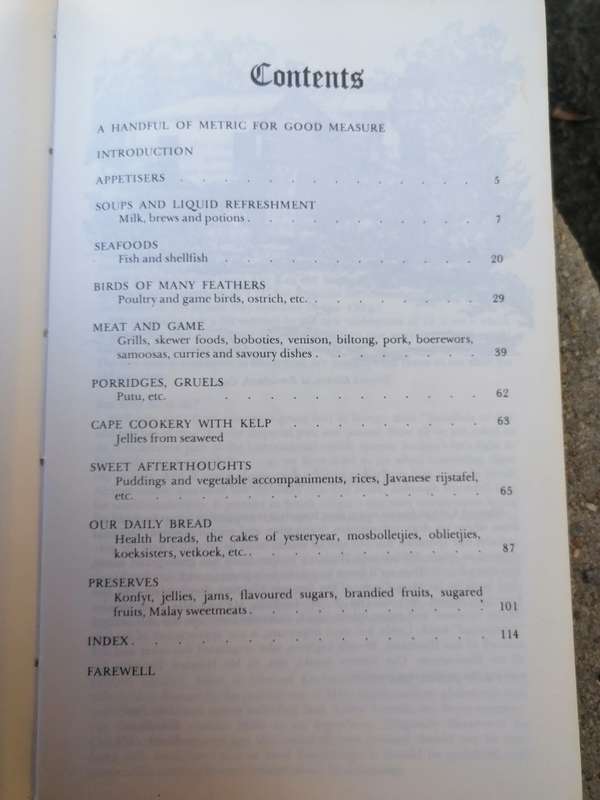 Contents
A HANDFUL OF METRIC FOR GOOD MEASURE
INTRODUCTION
APPETISERS . . . . . . . . . . . . . . 5
SOUPS AND LIQUID REFRESHMENT
Milk, brews and potions . . . . . . . . . . . 7
SEAFOODS
Fish and shellfish . . . . . . . . . . . . 20
BIRDS OF MANY FEATHERS
Poultry and game birds, ostrich, etc. . . . . . . . . 29
MEAT AND GAME
Grills, skewer foods, boboties, venison, biltong, pork, boerewors,
samoosas, curries and savoury dishes . . . . . . . . 39
PORRIDGES, GRUELS
Putu, etc. . . . . . . . . . . . 62
CAPE COOKERY WITH KELP . . . . . . . . . 63
Jellies from seaweed
SWEET AFTERTHOUGHTS
Puddings and vegetable accompaniments, rices, Javanese rijstafel,
etc. . . . . . . . . . . . . . . . 65
OUR DAILY BREAD
Health breads, the cakes of yesteryear, mosbolletjies, oblietjies,
koeksisters, vetkoek, etc. . . . . . . . . . . . 87
PRESERVES
Konfyt, jellies, jams, flavoured sugars, brandied fruits, sugared
fruits, Malay sweetmeats . . . . . . . . . . . 101
INDEX . . . . . . . . . . . . . . . . 114
FAREWELL